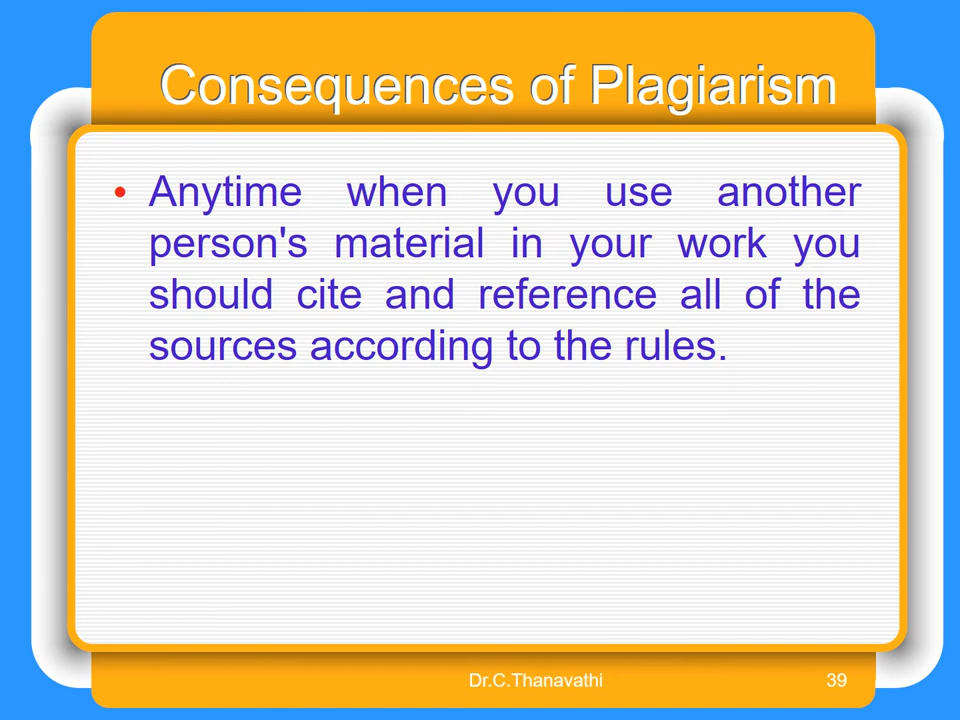 Consequences of Plagiarism
• Anytime when you use another
person's material in your work you
should cite and reference all of the
sources according to the rules.
Dr.C.Thanavathi
39